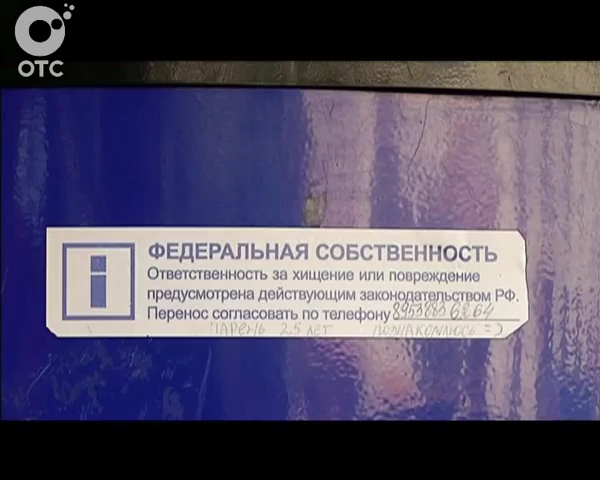 ОТС
i
ФЕДЕРАЛЬНАЯ СОБСТВЕННОСТЬ
Ответственность за хищение или повреждение
предусмотрена действующим законодательством РФ.
Перенос согласовать по телефону 89538836264
ПАРЕНЬ 25 ЛЕТ ПОЗНАКОМЛЮСЬ =)